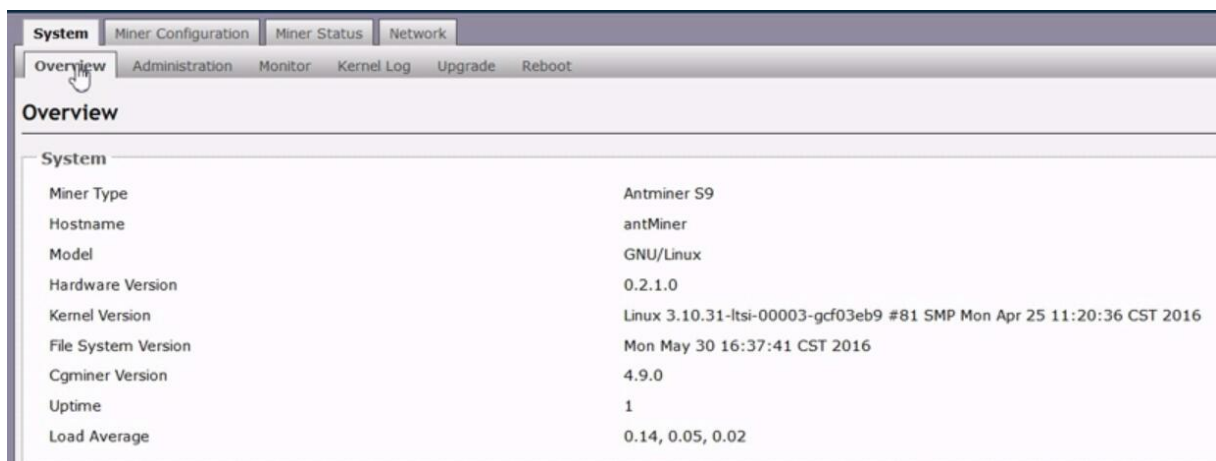 System Miner Configuration Miner Status Network
Overview Administration Monitor Kernel Log Upgrade Reboot
Overview
System
Miner Type Antminer S9
Hostname antMiner
Model GNU/Linux
Hardware Version 0.2.1.0
Kernel Version Linux 3.10.31-ltsi-00003-gcf03eb9 #81 SMP Mon Apr 25 11:20:36 CST 2016
File System Version Mon May 30 16:37:41 CST 2016
Cgminer Version 4.9.0
Uptime 1
Load Average 0.14, 0.05, 0.02